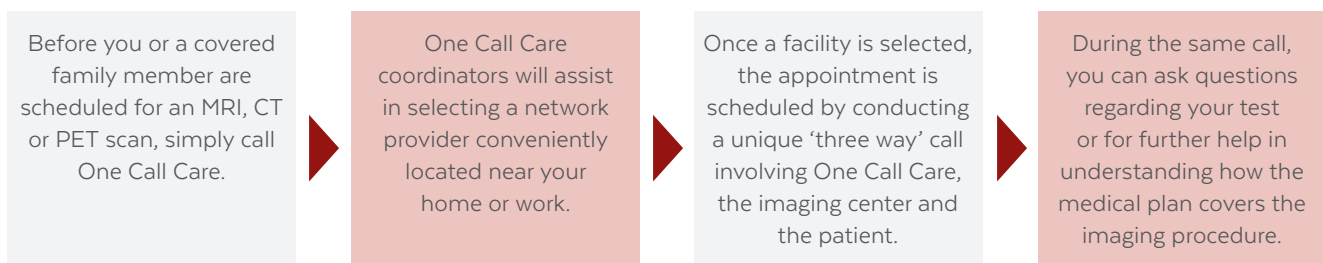 Before you or a covered
family member are
scheduled for an MRI, CT
or PET scan, simply call
One Call Care.
One Call Care
coordinators will assist
in selecting a network
provider conveniently
located near your
home or work.
Once a facility is selected,
the appointment is
scheduled by conducting
a unique ‘three way’ call
involving One Call Care,
the imaging center and
the patient.
During the same call,
you can ask questions
regarding your test
or for further help in
understanding how the
medical plan covers the
imaging procedure.